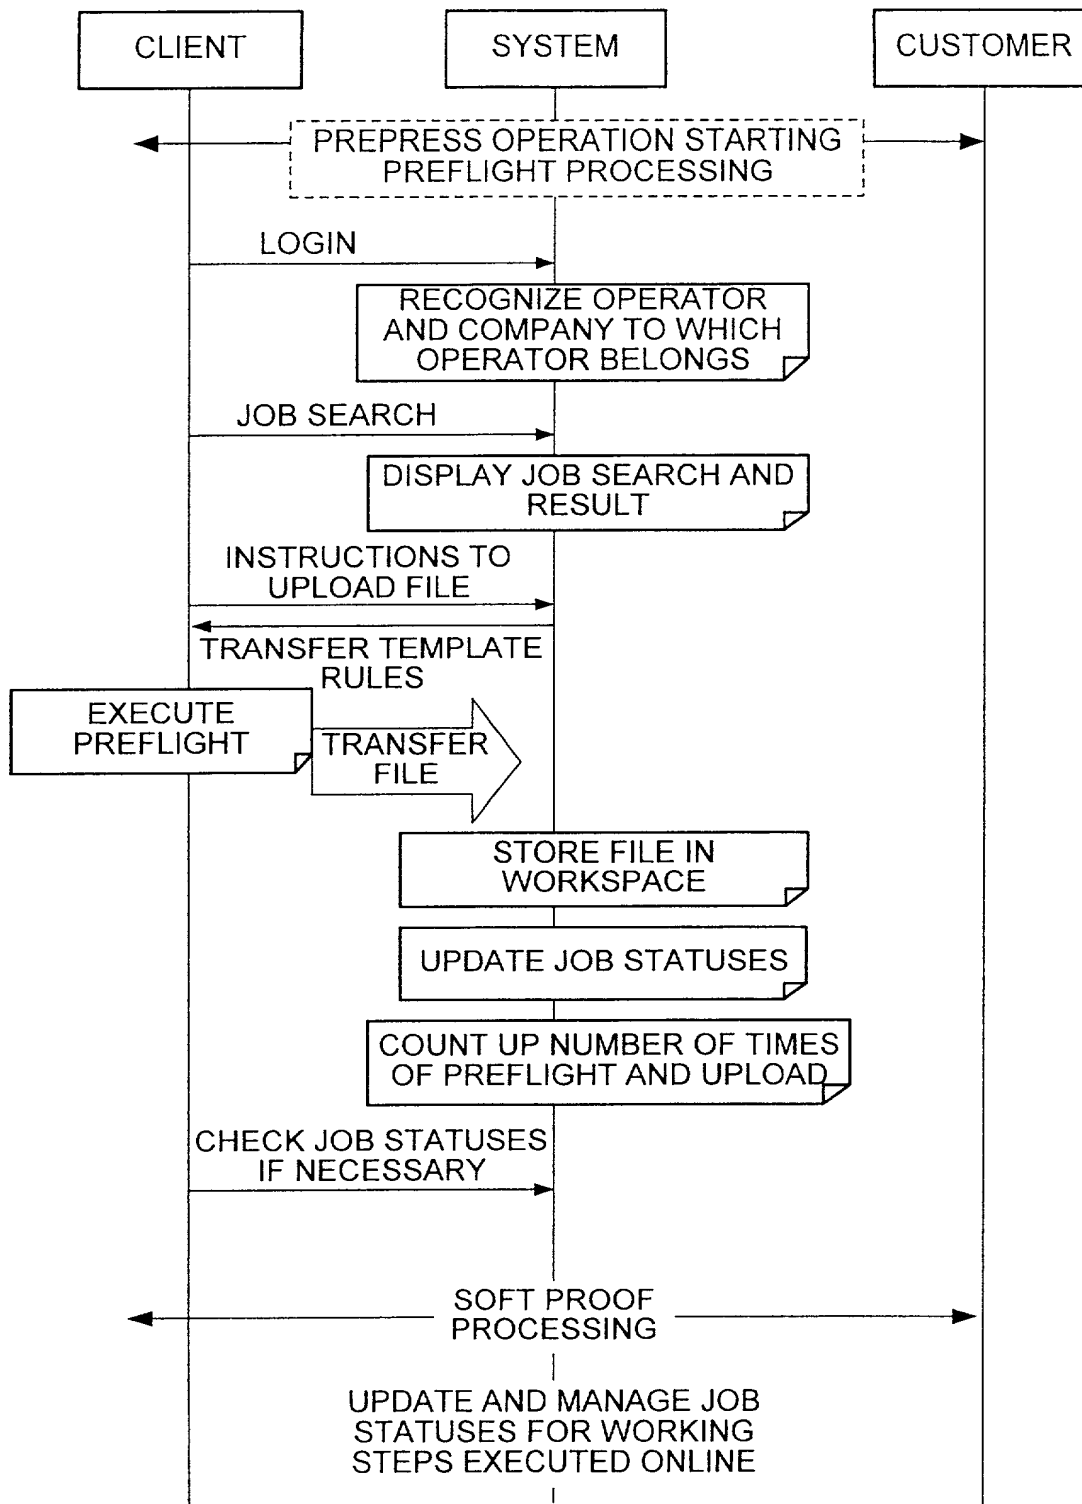 CLIENT
SYSTEM
CUSTOMER
PREPRESS OPERATION STARTING
PREFLIGHT PROCESSING
LOGIN
RECOGNIZE OPERATOR
AND COMPANY TO WHICH
OPERATOR BELONGS
JOB SEARCH
DISPLAY JOB SEARCH AND
RESULT
INSTRUCTIONS TO
UPLOAD FILE
TRANSFER TEMPLATE
RULES
EXECUTE
PREFLIGHT
TRANSFER
FILE
STORE FILE IN
WORKSPACE
UPDATE JOB STATUSES
COUNT UP NUMBER OF TIMES
OF PREFLIGHT AND UPLOAD
CHECK JOB STATUSES
IF NECESSARY
SOFT PROOF
PROCESSING
UPDATE AND MANAGE JOB
STATUSES FOR WORKING
STEPS EXECUTED ONLINE